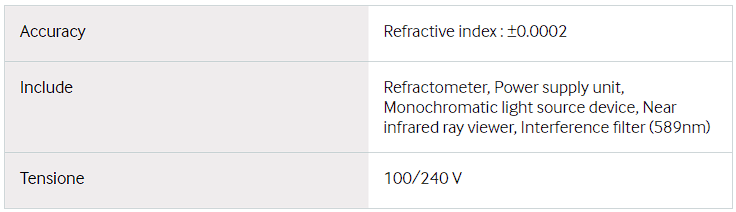 Accuracy
Refractive index : ±0.0002
Include
Refractometer, Power supply unit,
Monochromatic light source device, Near
infrared ray viewer, Interference filter (589nm)
Tensione
100/240 V